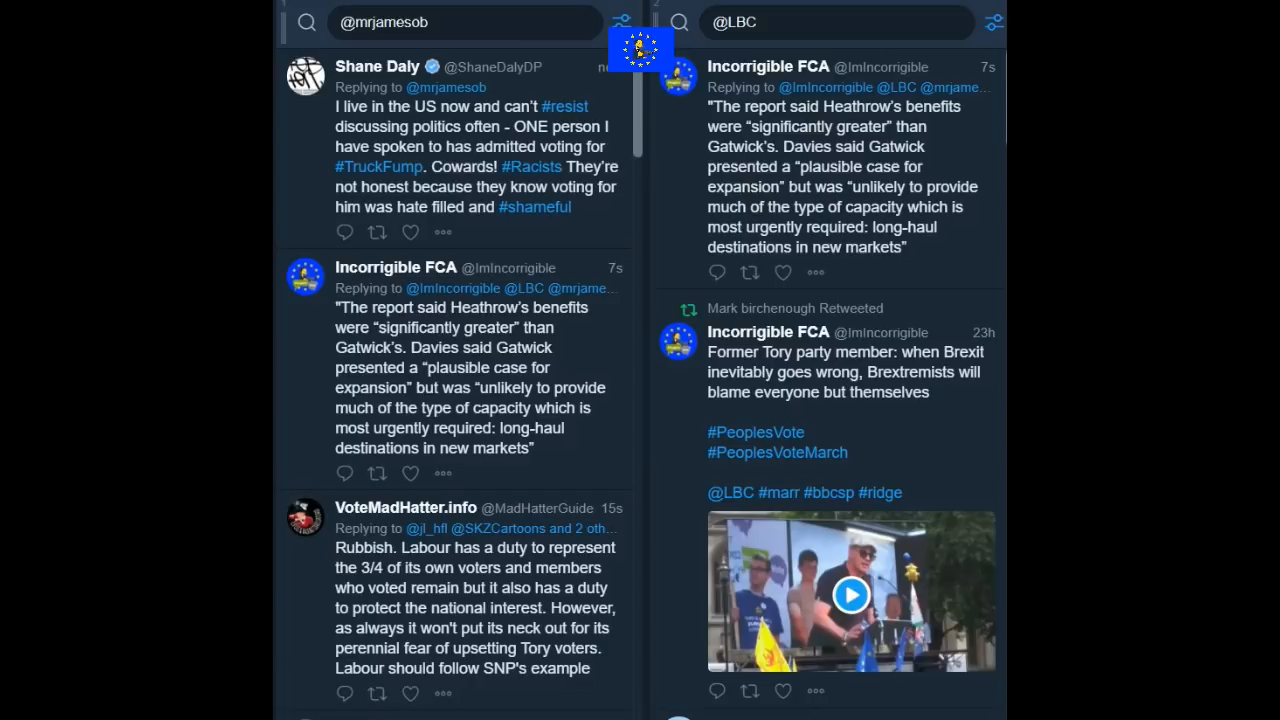 1
@mrjamesob
Shane Daly @ShaneDalyDP
Replying to @mrjamesob
I live in the US now and can’t #resist
discussing politics often - ONE person I
have spoken to has admitted voting for
#TruckFump. Cowards! #Racists They’re
not honest because they know voting for
him was hate filled and #shameful
Incorrigible FCA @ImIncorrigible 7s
Replying to @ImIncorrigible @LBC @mrjame...
"The report said Heathrow’s benefits
were “significantly greater” than
Gatwick’s. Davies said Gatwick
presented a “plausible case for
expansion” but was “unlikely to provide
much of the type of capacity which is
most urgently required: long-haul
destinations in new markets”
VoteMadHatter.info @MadHatterGuide 15s
Replying to @jl_hfl @SKZCartoons and 2 oth...
Rubbish. Labour has a duty to represent
the 3/4 of its own voters and members
who voted remain but it also has a duty
to protect the national interest. However,
as always it won't put its neck out for its
perennial fear of upsetting Tory voters.
Labour should follow SNP's example
2
@LBC
Incorrigible FCA @ImIncorrigible 7s
Replying to @ImIncorrigible @LBC @mrjame...
"The report said Heathrow’s benefits
were “significantly greater” than
Gatwick’s. Davies said Gatwick
presented a “plausible case for
expansion” but was “unlikely to provide
much of the type of capacity which is
most urgently required: long-haul
destinations in new markets”
Mark birchenough Retweeted
Incorrigible FCA @ImIncorrigible 23h
Former Tory party member: when Brexit
inevitably goes wrong, Brextremists will
blame everyone but themselves
#PeoplesVote
#PeoplesVoteMarch
@LBC #marr #bbcsp #ridge